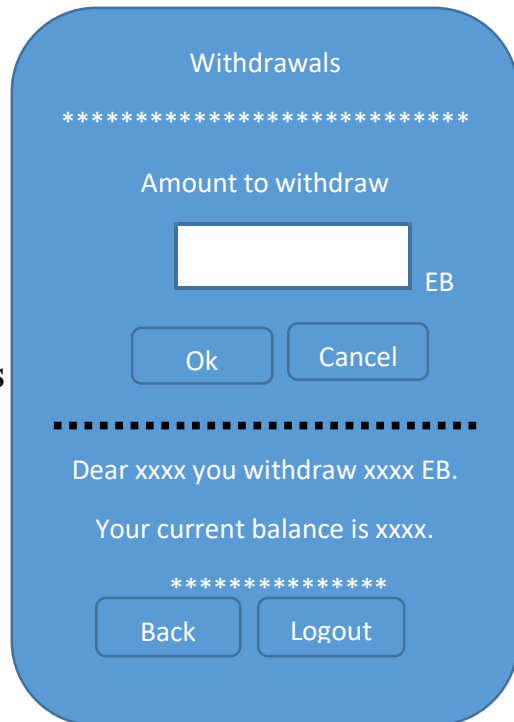 Withdrawals
****************************
Amount to withdraw
EB
Ok Cancel
s
Dear xxxx you withdraw xxxx EB.
Your current balance is xxxx.
***************
Back Logout